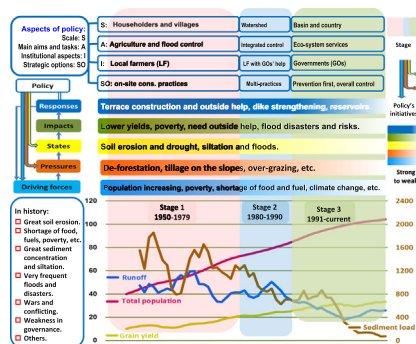 Aspects of policy:
Scale: S
Main aims and tasks: A
Institutional aspects: I
Strategic options: SO
S: Householders and villages
Watershed
Basin and country
A: Agriculture and flood control
Integrated control
Eco-system services
I: Local farmers (LF)
LF with GOs' help
Governments (GOs)
SO: on-site cons. practices
Multi-practices
Prevention first, overall control
Stage
Policy
Policy's
initiatives
Responses
Terrace construction and outside help, dike strengthening, reservoirs.
Impacts
Lower yields, poverty, need outside help, flood disasters and risks.
States
Soil erosion and drought, siltation and floods.
Pressures
De-forestation, tillage on the slopes, over-grazing, etc.
Strong
to weak
Driving forces
Population increasing, poverty, shortage of food and fuel, climate change, etc.
In history:
Great soil erosion.
Shortage of food,
fuels, poverty, etc.
Great sediment
concentration
and siltation.
Very frequent
floods and
disasters.
Wars and
conflicting.
Weakness in
governance.
Others.
120
100
80
60
40
20
0
Stage 1
1950-1979
Stage 2
1980-1990
Stage 3
1991-current
Runoff
Total population
Grain yield
Sediment load
2400
2000
1600
1200
800
400
0